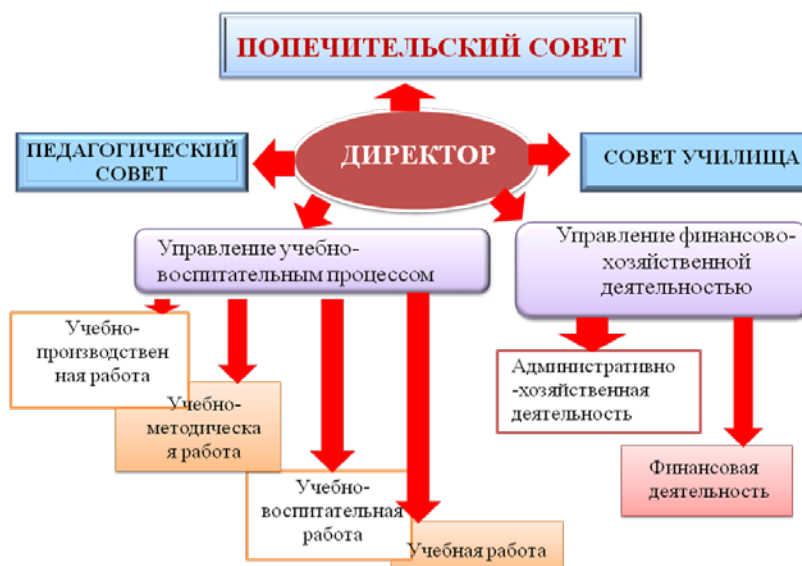 ПОПЕЧИТЕЛЬСКИЙ СОВЕТ
ПЕДАГОГИЧЕСКИЙ
СОВЕТ
ДИРЕКТОР
СОВЕТ УЧИЛИЩА
Управление учебно-
воспитательным процессом
Управление финансово-
хозяйственной
деятельностью
Учебно-
производствен
ная работа
Учебно-
методическа
я работа
Учебно-
воспитательная
работа
Учебная работа
Административно
-хозяйственная
деятельность
Финансовая
деятельность